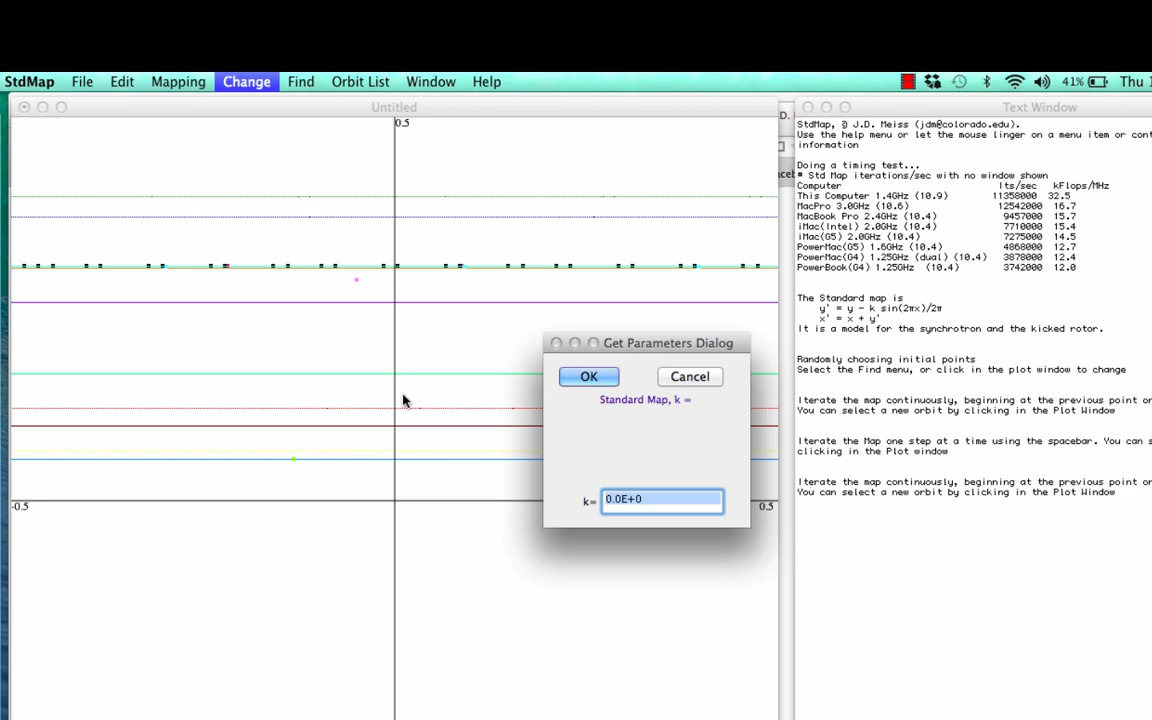 StdMap File Edit Mapping Change Find Orbit List Window Help 41% Thu
Untitled
0.5
-0.5
0.5
D.
Get Parameters Dialog
OK Cancel
Standard Map, k =
k= 0.0E+0
Text Window
StdMap, J.D. Meiss (jdm@colorado.edu).
Use the help menu or let the mouse linger on a menu item or cont
information
Doing a timing test...
# Std Map iterations/sec with no window shown
Computer Its/sec kFlops/MHz
This Computer 1.4GHz (10.9) 11358000 32.5
MacPro 3.0GHz (10.6) 12542000 16.7
MacBook Pro 2.4GHz (10.4) 9457000 15.7
iMac(Intel) 2.0GHz (10.4) 7710000 15.4
iMac(G5) 2.0GHz (10.4) 7275000 14.5
PowerMac(G5) 1.6GHz (10.4) 4868000 12.7
PowerMac(G4) 1.25GHz (dual) (10.4) 3878000 12.4
PowerBook(G4) 1.25GHz (10.4) 3742000 12.0
The Standard map is
y' = y - k sin(2πx)/2π
x' = x + y'
It is a model for the synchrotron and the kicked rotor.
Randomly choosing initial points
Select the Find menu, or click in the plot window to change
Iterate the map continuously, beginning at the previous point or
You can select a new orbit by clicking in the Plot Window
Iterate the Map one step at a time using the spacebar. You can s
clicking in the Plot window
Iterate the map continuously, beginning at the previous point or
You can select a new orbit by clicking in the Plot Window